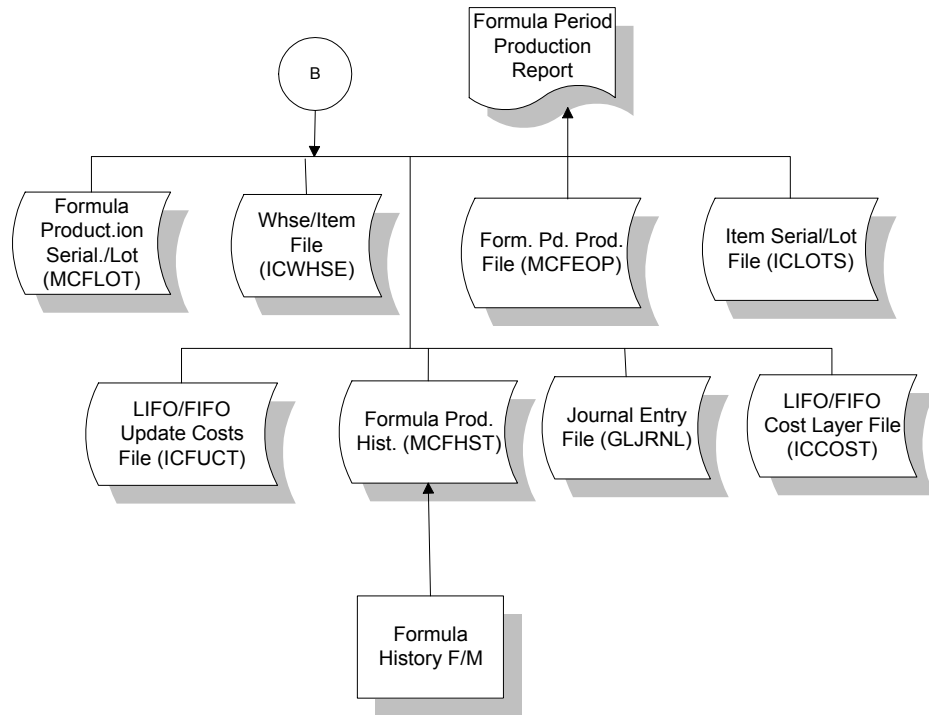 Formula Period
Production
Report
B
Formula
Product.ion
Serial./Lot
(MCFLOT)
Whse/Item
File
(ICWHSE)
Form. Pd. Prod.
File (MCFEOP)
Item Serial/Lot
File (ICLOTS)
LIFO/FIFO
Update Costs
File (ICFUCT)
Formula Prod.
Hist. (MCFHST)
Journal Entry
File (GLJRNL)
LIFO/FIFO
Cost Layer File
(ICCOST)
Formula
History F/M